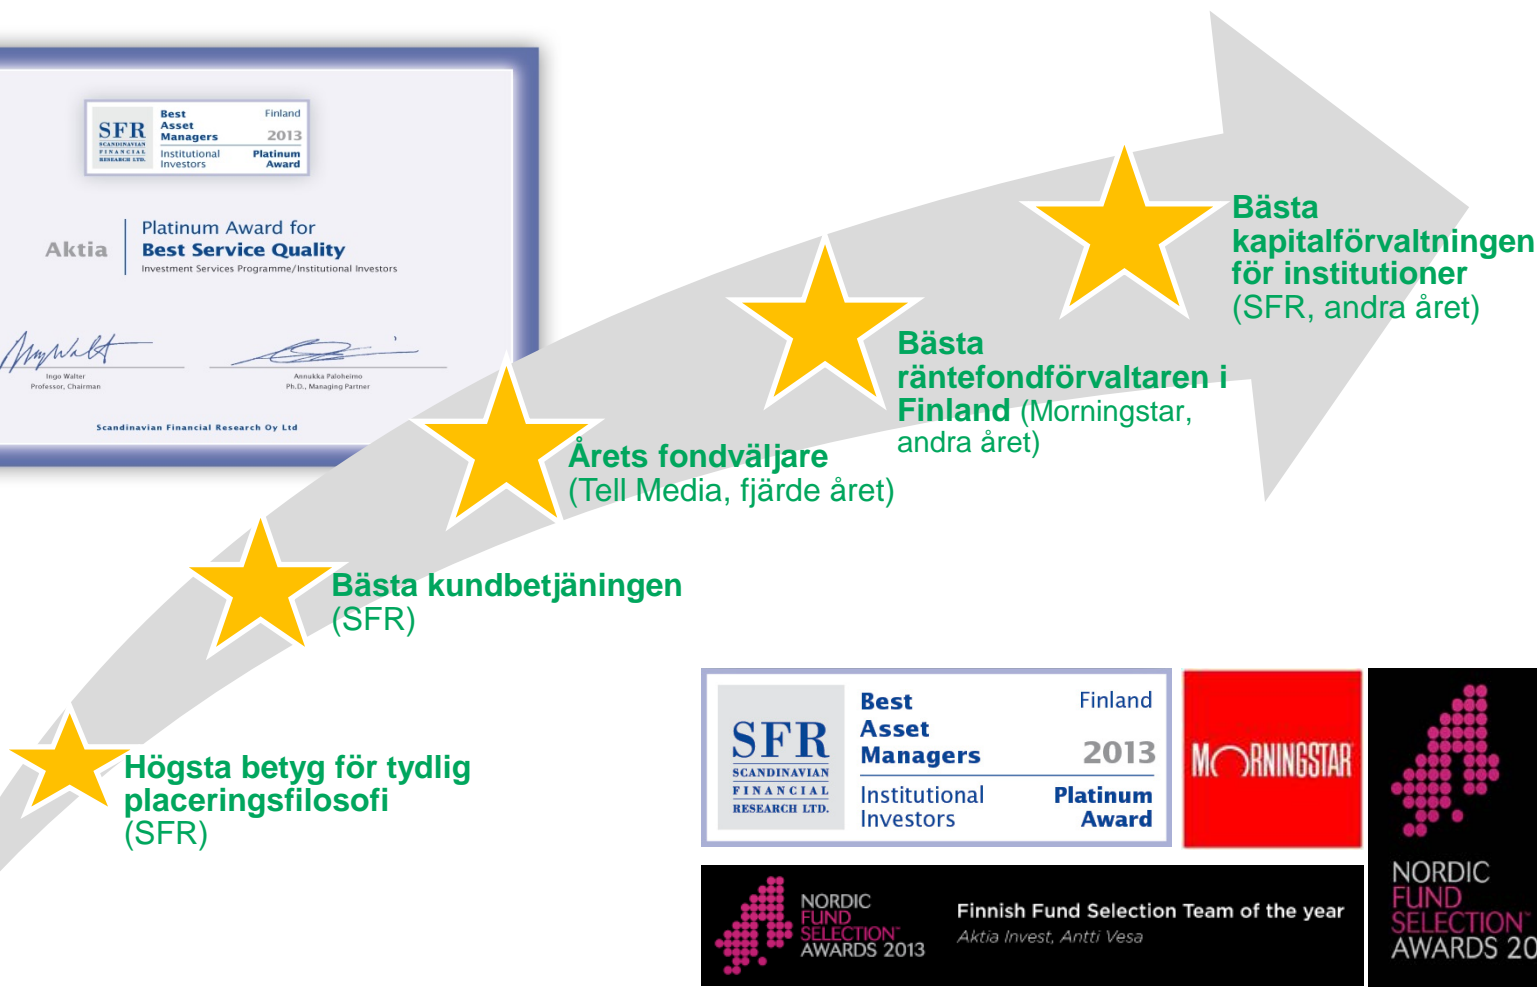 SFR
SCANDINAVIAN
FINANCIAL
RESEARCH LTD.
Best
Asset
Managers
Finland
2013
Institutional
Investors
Platinum
Award
Aktia
Platinum Award for
Best Service Quality
Investment Services Programme/Institutional Investors
Ingo Walter
Professor, Chairman
Annukka Paloheimo
Ph.D., Managing Partner
Scandinavian Financial Research Oy Ltd
Bästa
kapitalförvaltningen
för institutioner
(SFR, andra året)
Bästa
räntefondförvaltaren i
Finland (Morningstar,
andra året)
Årets fondväljare
(Tell Media, fjärde året)
Bästa kundbetjäningen
(SFR)
Högsta betyg för tydlig
placeringsfilosofi
(SFR)
SFR
SCANDINAVIAN
FINANCIAL
RESEARCH LTD.
Best
Asset
Managers
Finland
2013
Institutional
Investors
Platinum
Award
MORNINGSTAR
NORDIC
FUND
SELECTION™
AWARDS 20
NORDIC
FUND
SELECTION™
AWARDS 2013
Finnish Fund Selection Team of the year
Aktia Invest, Antti Vesa